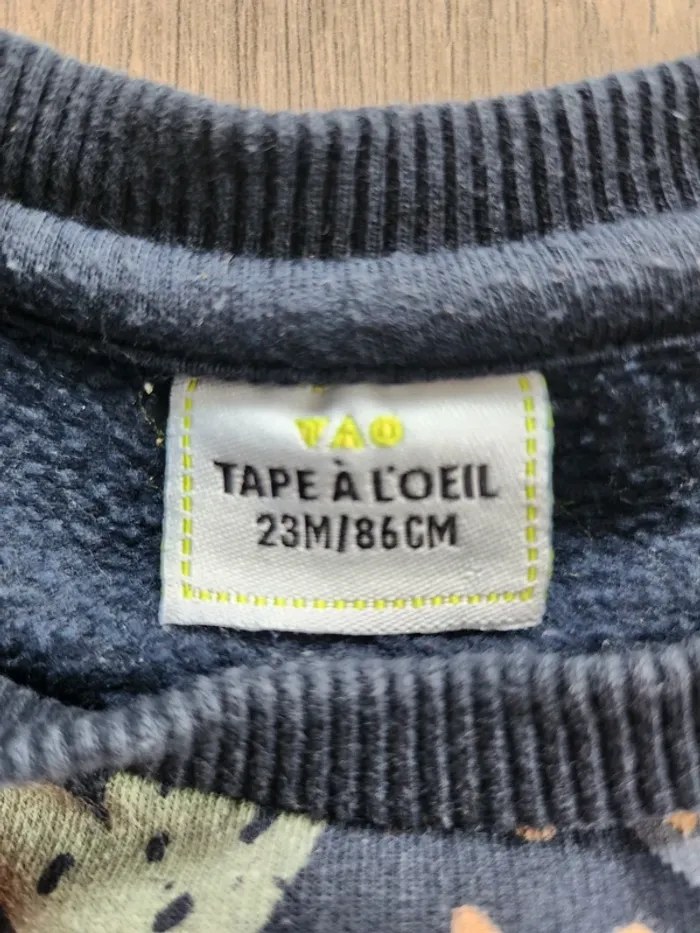 TAO
TAPE À L'OEIL
23M/86CM